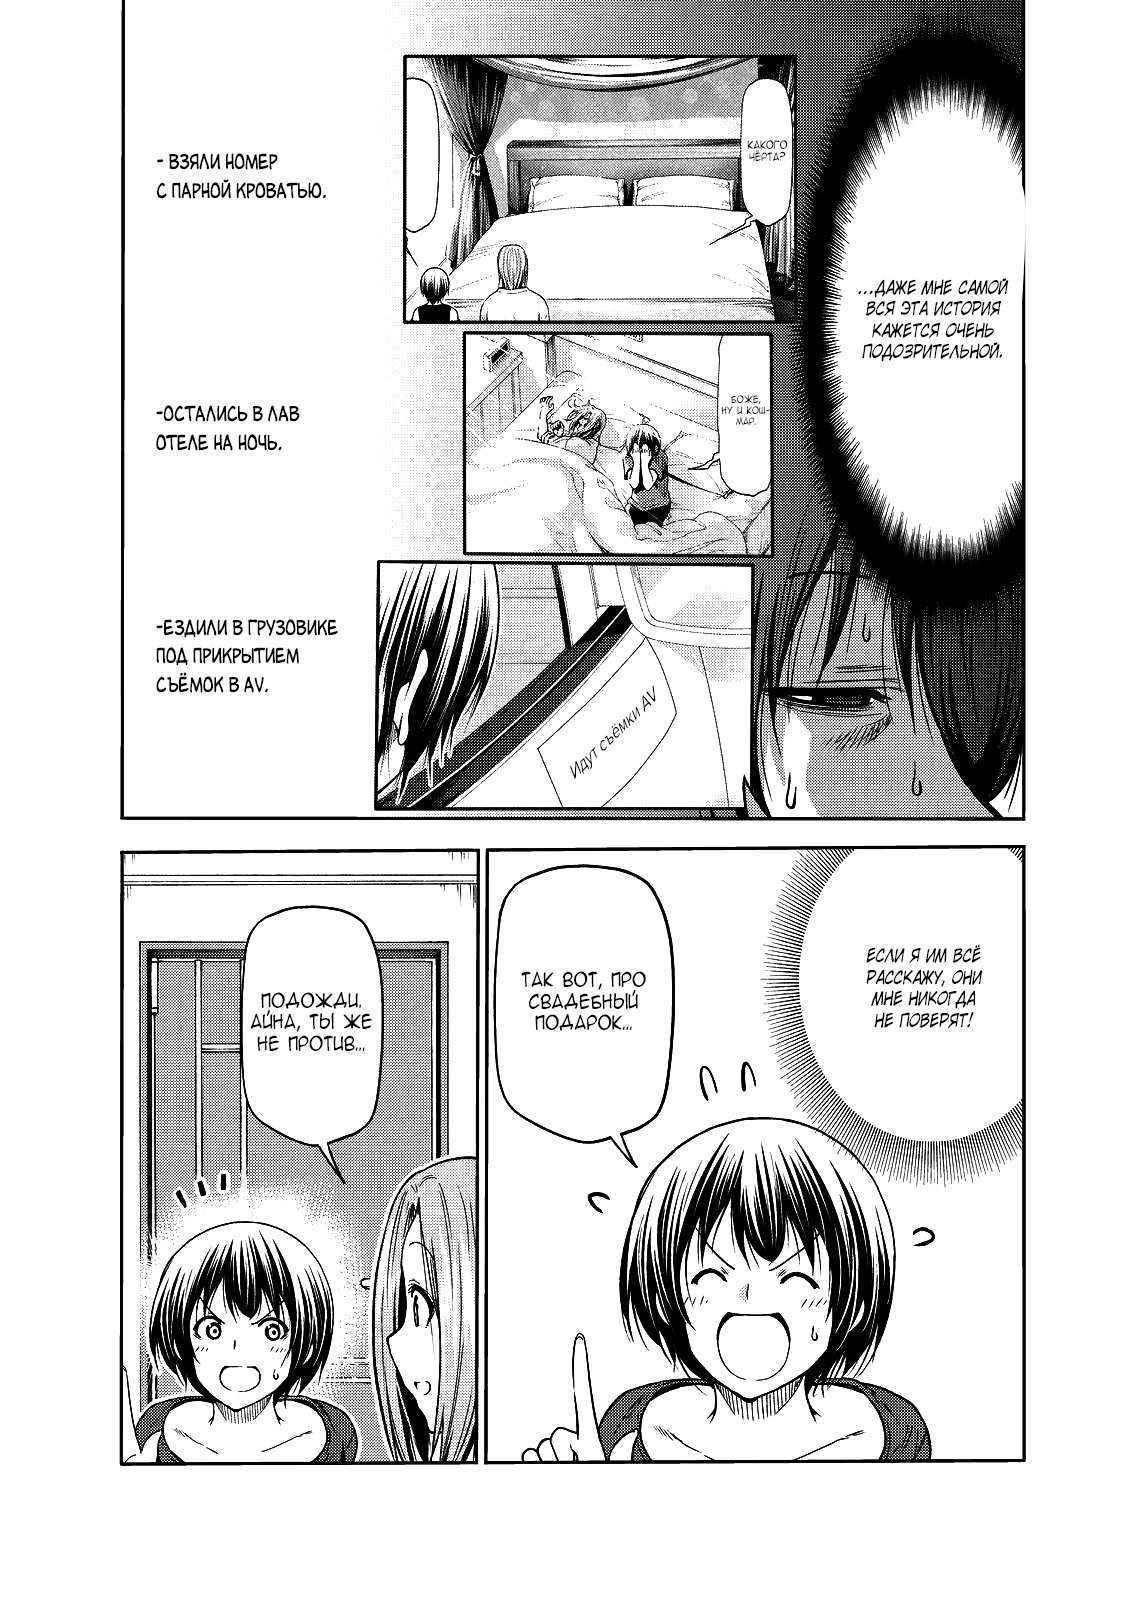 КАКОГО
ЧЁРТА?
- ВЗЯЛИ НОМЕР
С ПАРНОЙ КРОВАТЬЮ.
...ДАЖЕ МНЕ САМОЙ
ВСЯ ЭТА ИСТОРИЯ
КАЖЕТСЯ ОЧЕНЬ
ПОДОЗРИТЕЛЬНОЙ.
БОЖЕ,
НУ И КОШ-
МАР.
-ОСТАЛИСЬ В ЛАВ
ОТЕЛЕ НА НОЧЬ.
-ЕЗДИЛИ В ГРУЗОВИКЕ
ПОД ПРИКРЫТИЕМ
СЪЁМОК В AV.
Идут съёмки AV
ЕСЛИ Я ИМ ВСЁ
РАССКАЖУ, ОНИ
МНЕ НИКОГДА
НЕ ПОВЕРЯТ!
ТАК ВОТ, ПРО
СВАДЕБНЫЙ
ПОДАРОК...
ПОДОЖДИ,
АЙНА, ТЫ ЖЕ
НЕ ПРОТИВ...